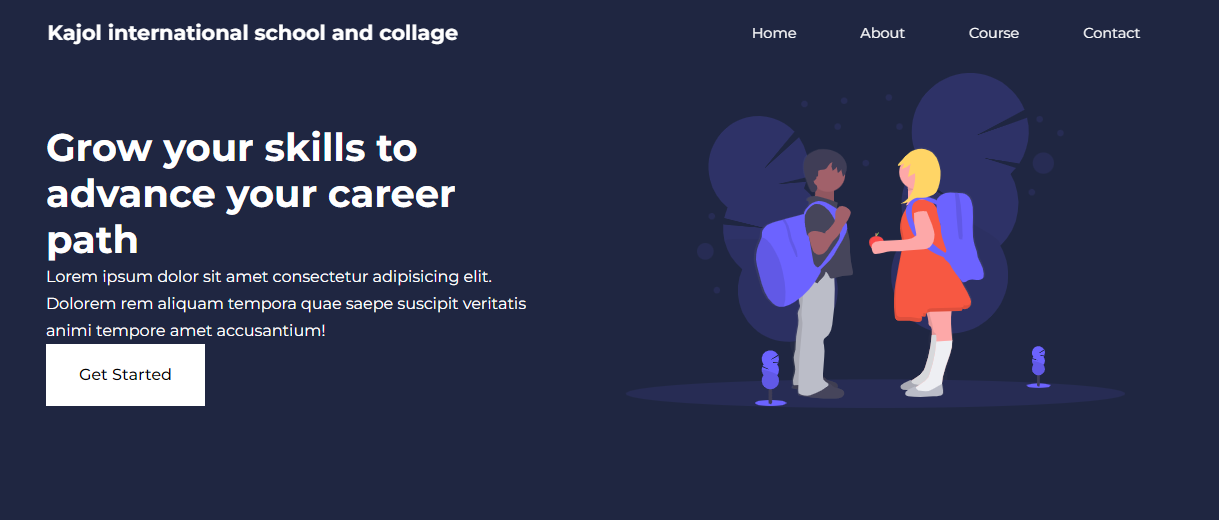 Kajol international school and collage
Home About Course Contact
Grow your skills to
advance your career
path
Lorem ipsum dolor sit amet consectetur adipisicing elit.
Dolorem rem aliquam tempora quae saepe suscipit veritatis
animi tempore amet accusantium!
Get Started